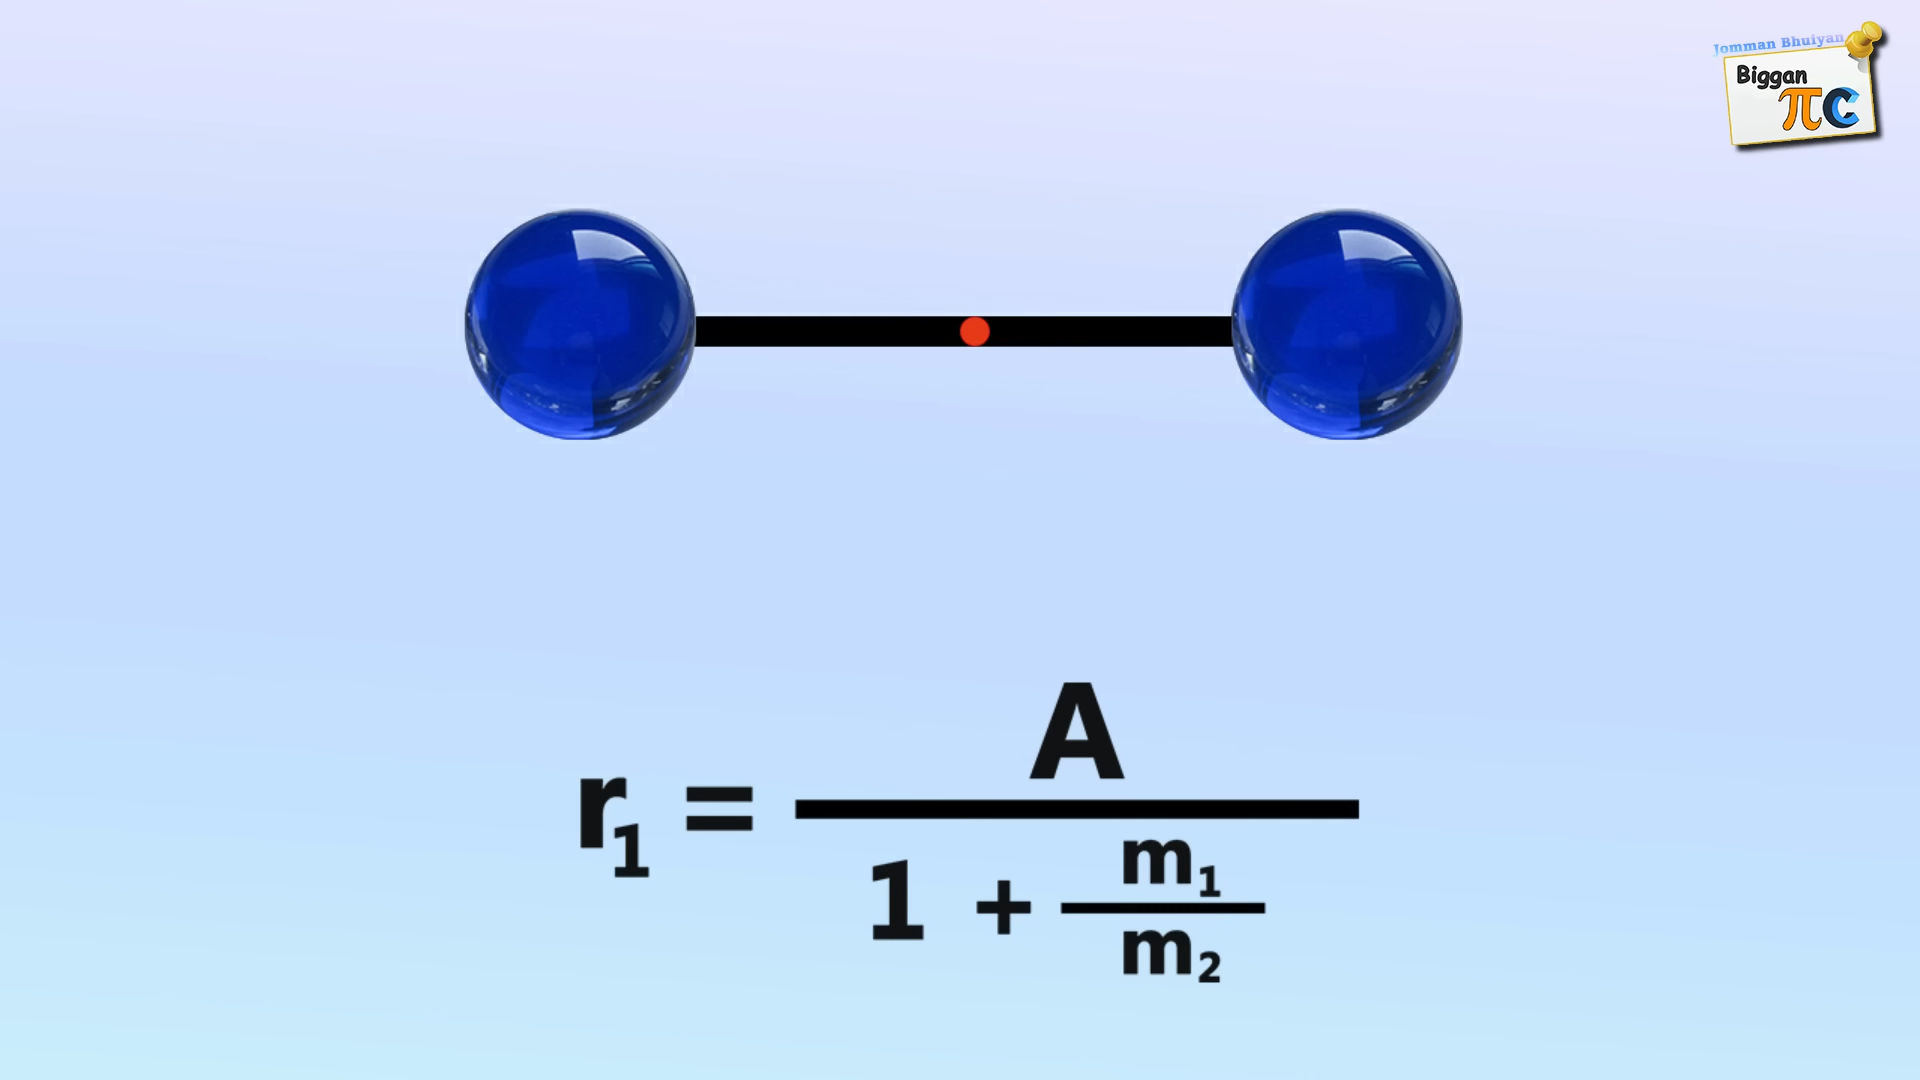 Jomman Bhuiyan
Biggan
πC
A
r₁ =
1 + m₁
m₂